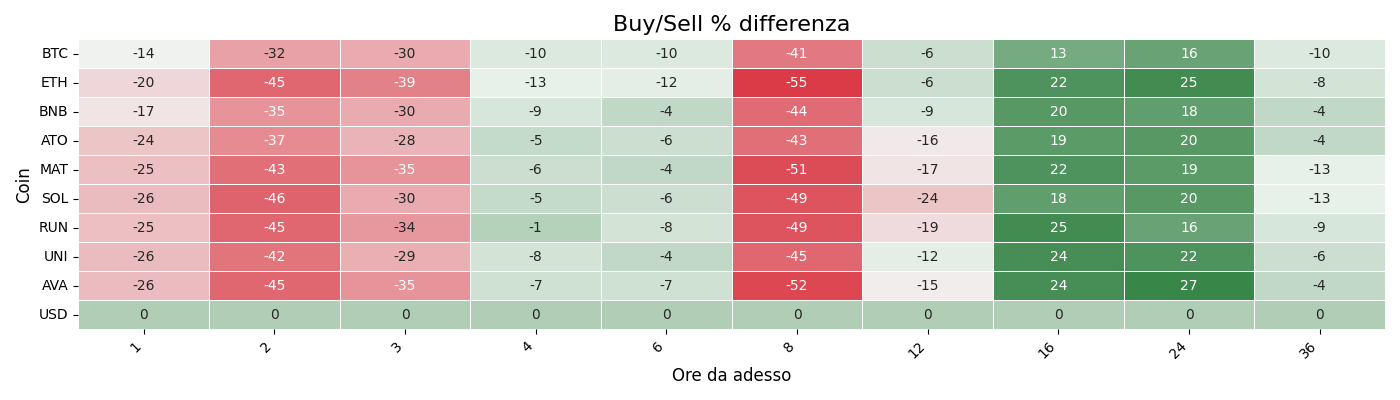 Buy/Sell % differenza
Coin
BTC -14 -32 -30 -10 -10 -41 -6 13 16 -10
ETH -20 -45 -39 -13 -12 -55 -6 22 25 -8
BNB -17 -35 -30 -9 -4 -44 -9 20 18 -4
ATO -24 -37 -28 -5 -6 -43 -16 19 20 -4
MAT -25 -43 -35 -6 -4 -51 -17 22 19 -13
SOL -26 -46 -30 -5 -6 -49 -24 18 20 -13
RUN -25 -45 -34 -1 -8 -49 -19 25 16 -9
UNI -26 -42 -29 -8 -4 -45 -12 24 22 -6
AVA -26 -45 -35 -7 -7 -52 -15 24 27 -4
USD 0 0 0 0 0 0 0 0 0 0
1 2 3 4 6 8 12 16 24 36
Ore da adesso